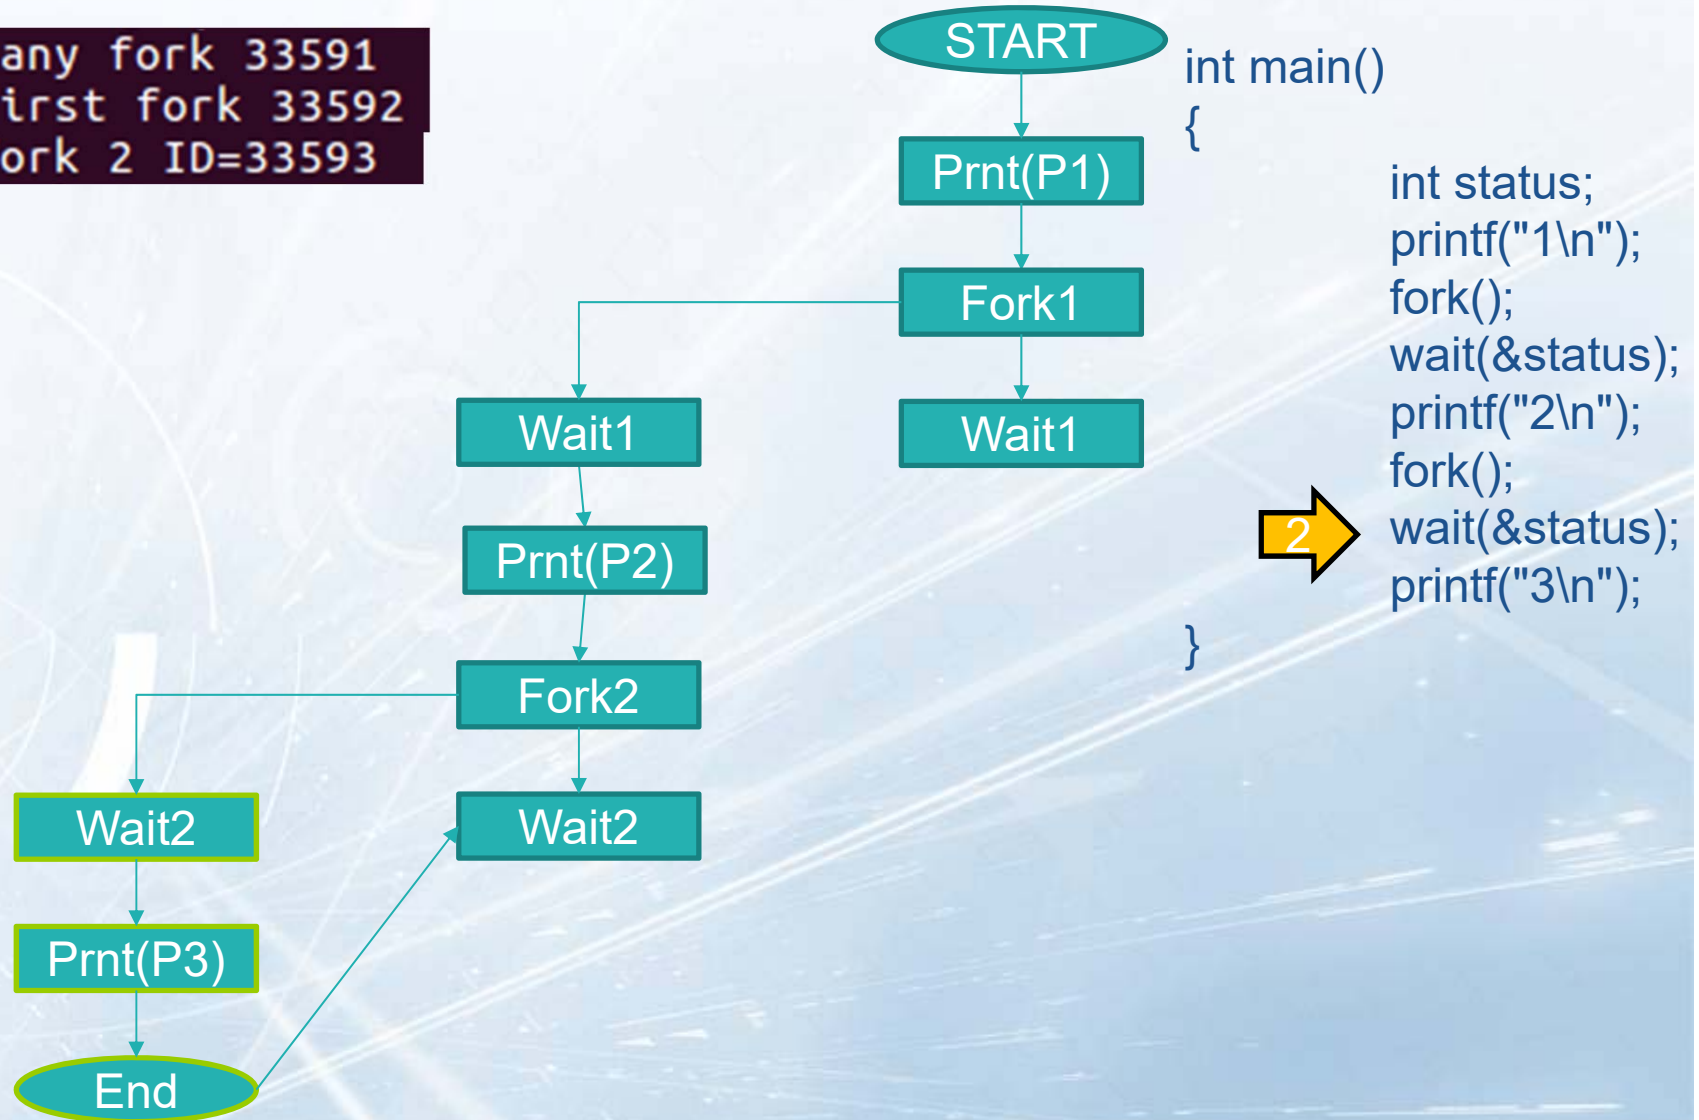 any fork 33591
irst fork 33592
ork 2 ID=33593
START
Prnt(P1)
Fork1
Wait1
Wait1
Prnt(P2)
Fork2
Wait2
Wait2
Prnt(P3)
End
int main()
{
int status;
printf("1\n");
fork();
wait(&status);
printf("2\n");
fork();
2
wait(&status);
printf("3\n");
}